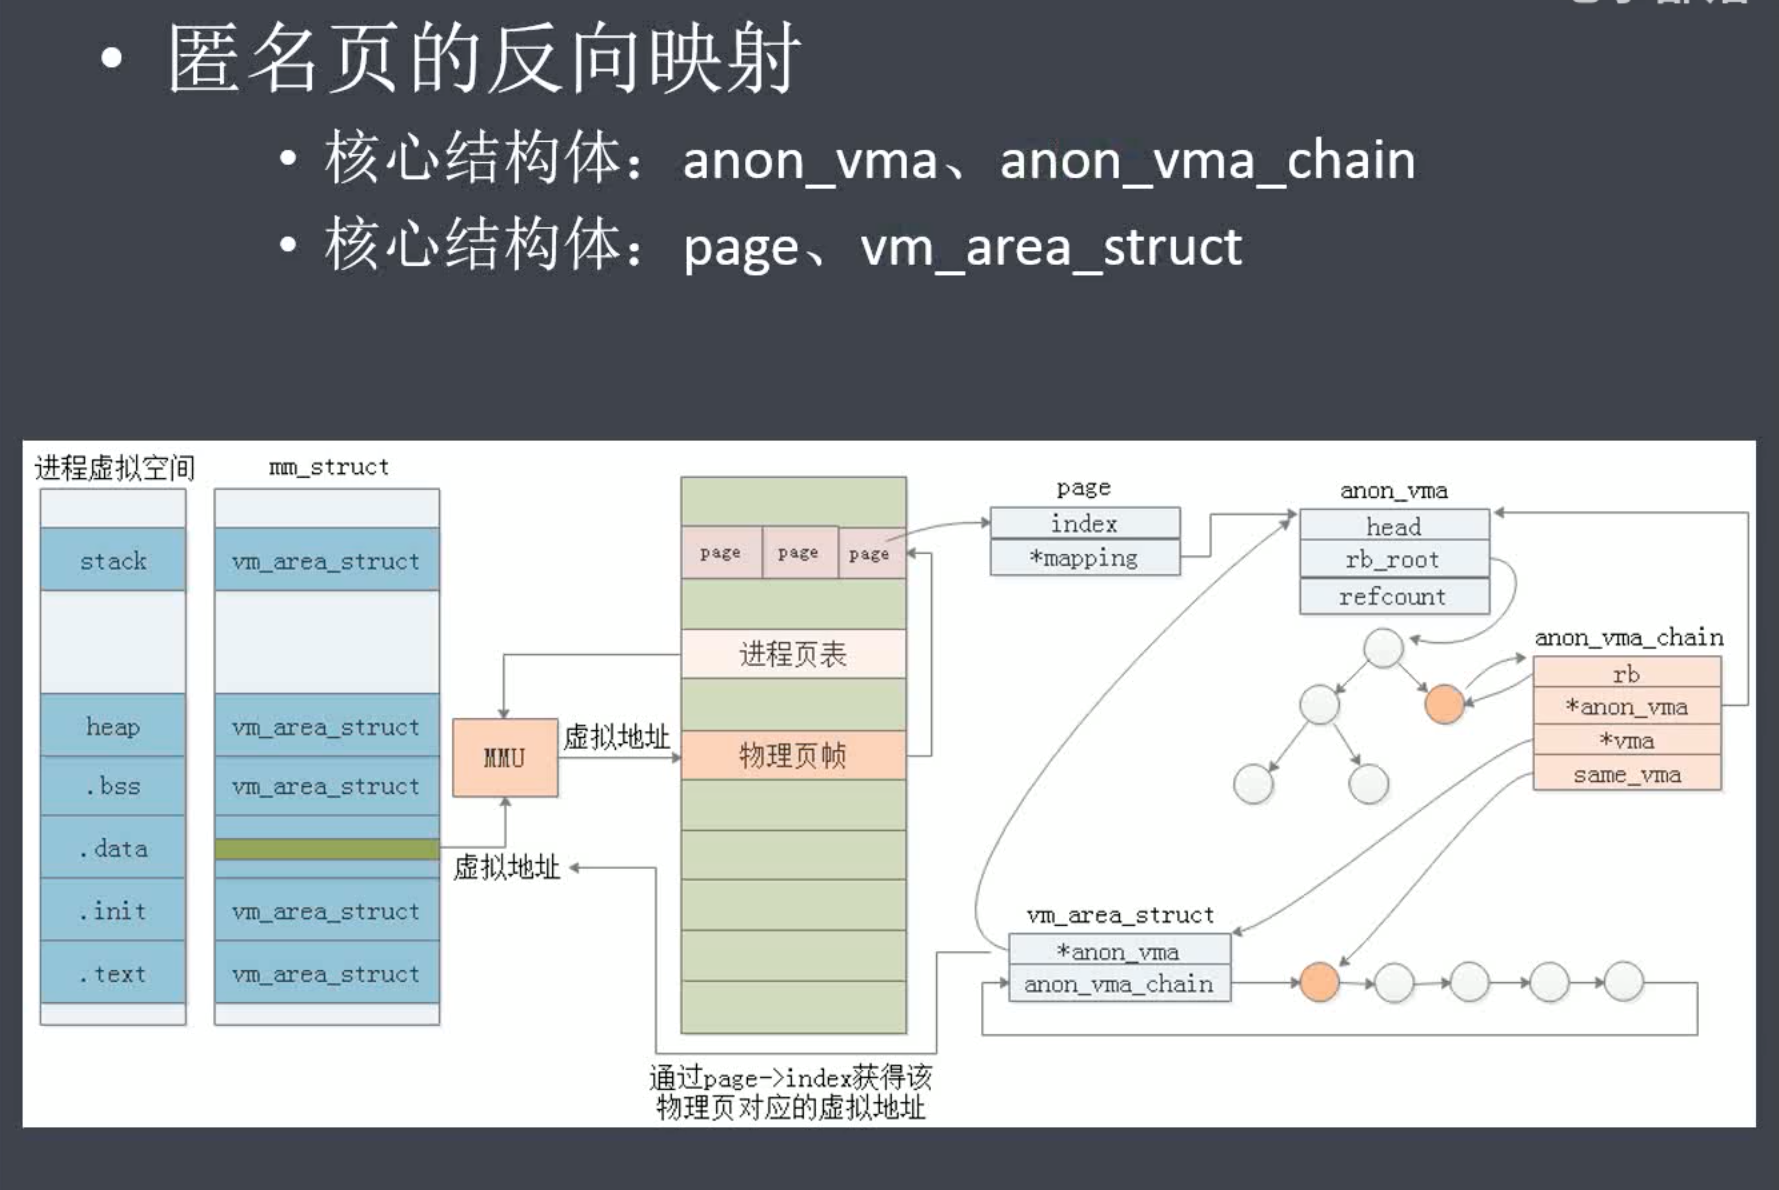 • 匿名页的反向映射
• 核心结构体：anon_vma、anon_vma_chain
• 核心结构体：page、vm_area_struct
进程虚拟空间
stack
heap
.bss
.data
.init
.text
mm_struct
vm_area_struct
vm_area_struct
vm_area_struct
vm_area_struct
vm_area_struct
MMU
虚拟地址
虚拟地址
page page page
进程页表
物理页帧
通过page->index获得该
物理页对应的虚拟地址
page
index
*mapping
anon_vma
head
rb_root
refcount
anon_vma_chain
rb
*anon_vma
*vma
same_vma
vm_area_struct
*anon_vma
anon_vma_chain